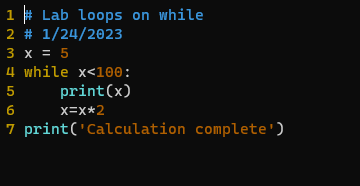 1 # Lab loops on while
2 # 1/24/2023
3 x = 5
4 while x<100:
5     print(x)
6     x=x*2
7 print('Calculation complete')